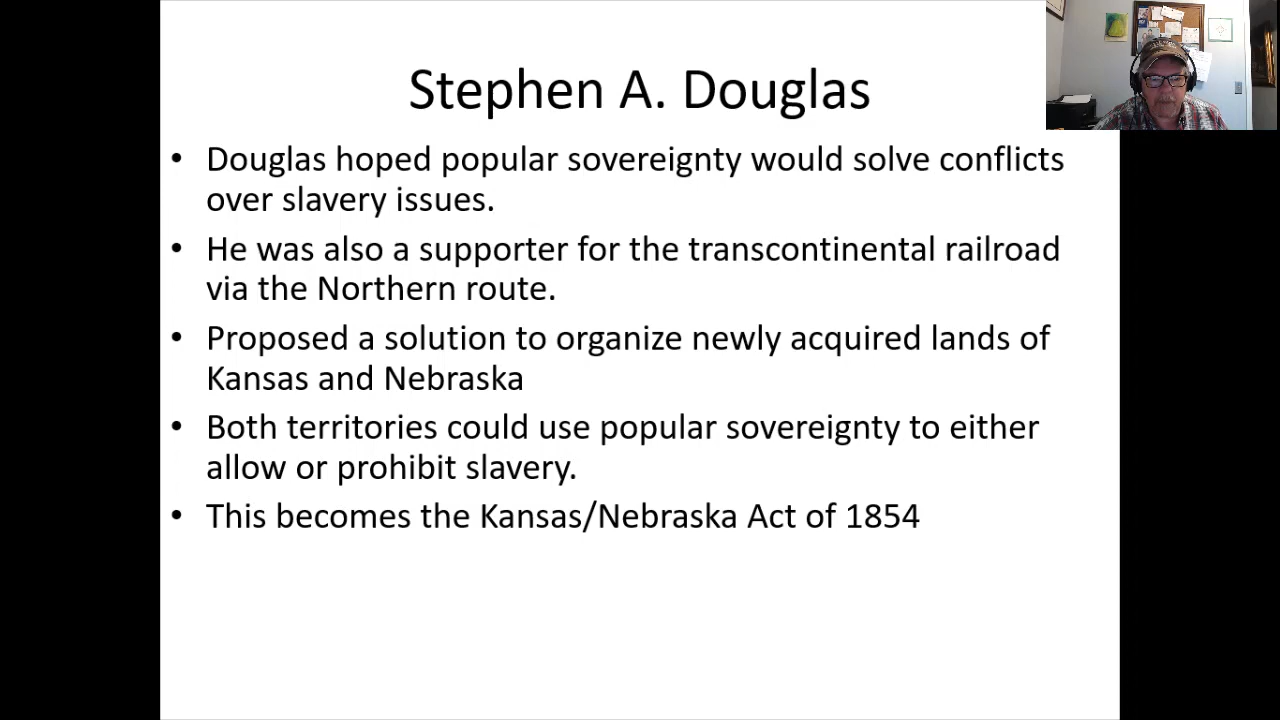 Stephen A. Douglas
• Douglas hoped popular sovereignty would solve conflicts
over slavery issues.
• He was also a supporter for the transcontinental railroad
via the Northern route.
• Proposed a solution to organize newly acquired lands of
Kansas and Nebraska
• Both territories could use popular sovereignty to either
allow or prohibit slavery.
• This becomes the Kansas/Nebraska Act of 1854